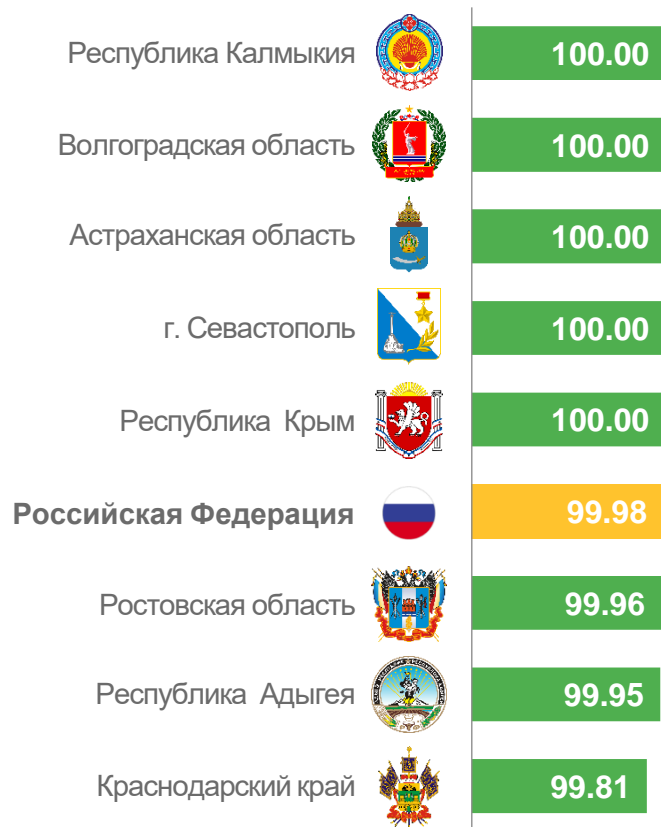 Республика Калмыкия 100.00
Волгоградская область 100.00
Астраханская область 100.00
г. Севастополь 100.00
Республика Крым 100.00
Российская Федерация 99.98
Ростовская область 99.96
Республика Адыгея 99.95
Краснодарский край 99.81